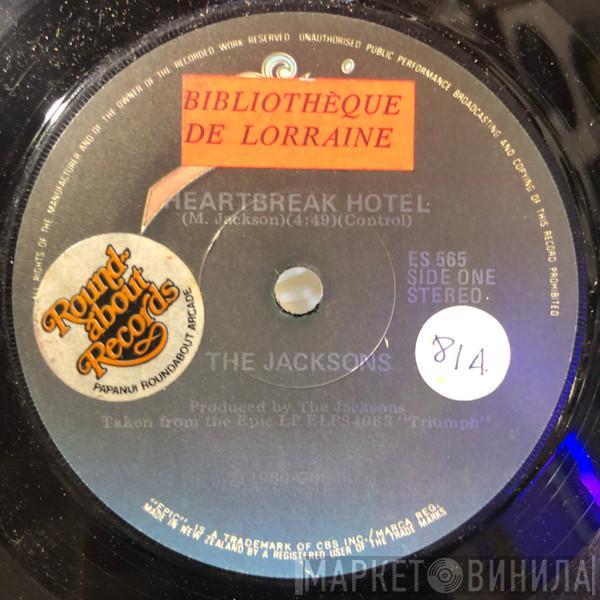 ALL RIGHTS OF THE MANUFACTURER AND OF THE OWNER OF THE RECORDED WORK RESERVED UNAUTHORISED PUBLIC PERFORMANCE BROADCASTING AND COPYING OF THIS RECORD PROHIBITED
BIBLIOTHÈQUE
DE LORRAINE
HEARTBREAK HOTEL
(M. Jackson)(4:49)(Control)
ES 565
SIDE ONE
STEREO
Round-
about
Records
PAPANUI ROUNDABOUT ARCADE
81A.
THE JACKSONS
Produced by The Jacksons
Taken from the Epic LP ELPS4063 "Triumph"
℗ 1980 CBS
"EPIC" IS A TRADEMARK OF CBS INC./MARCA REG.
MADE IN NEW ZEALAND BY A REGISTERED USER OF THE TRADE MARKS
МАРКЕТ ВИНИЛА